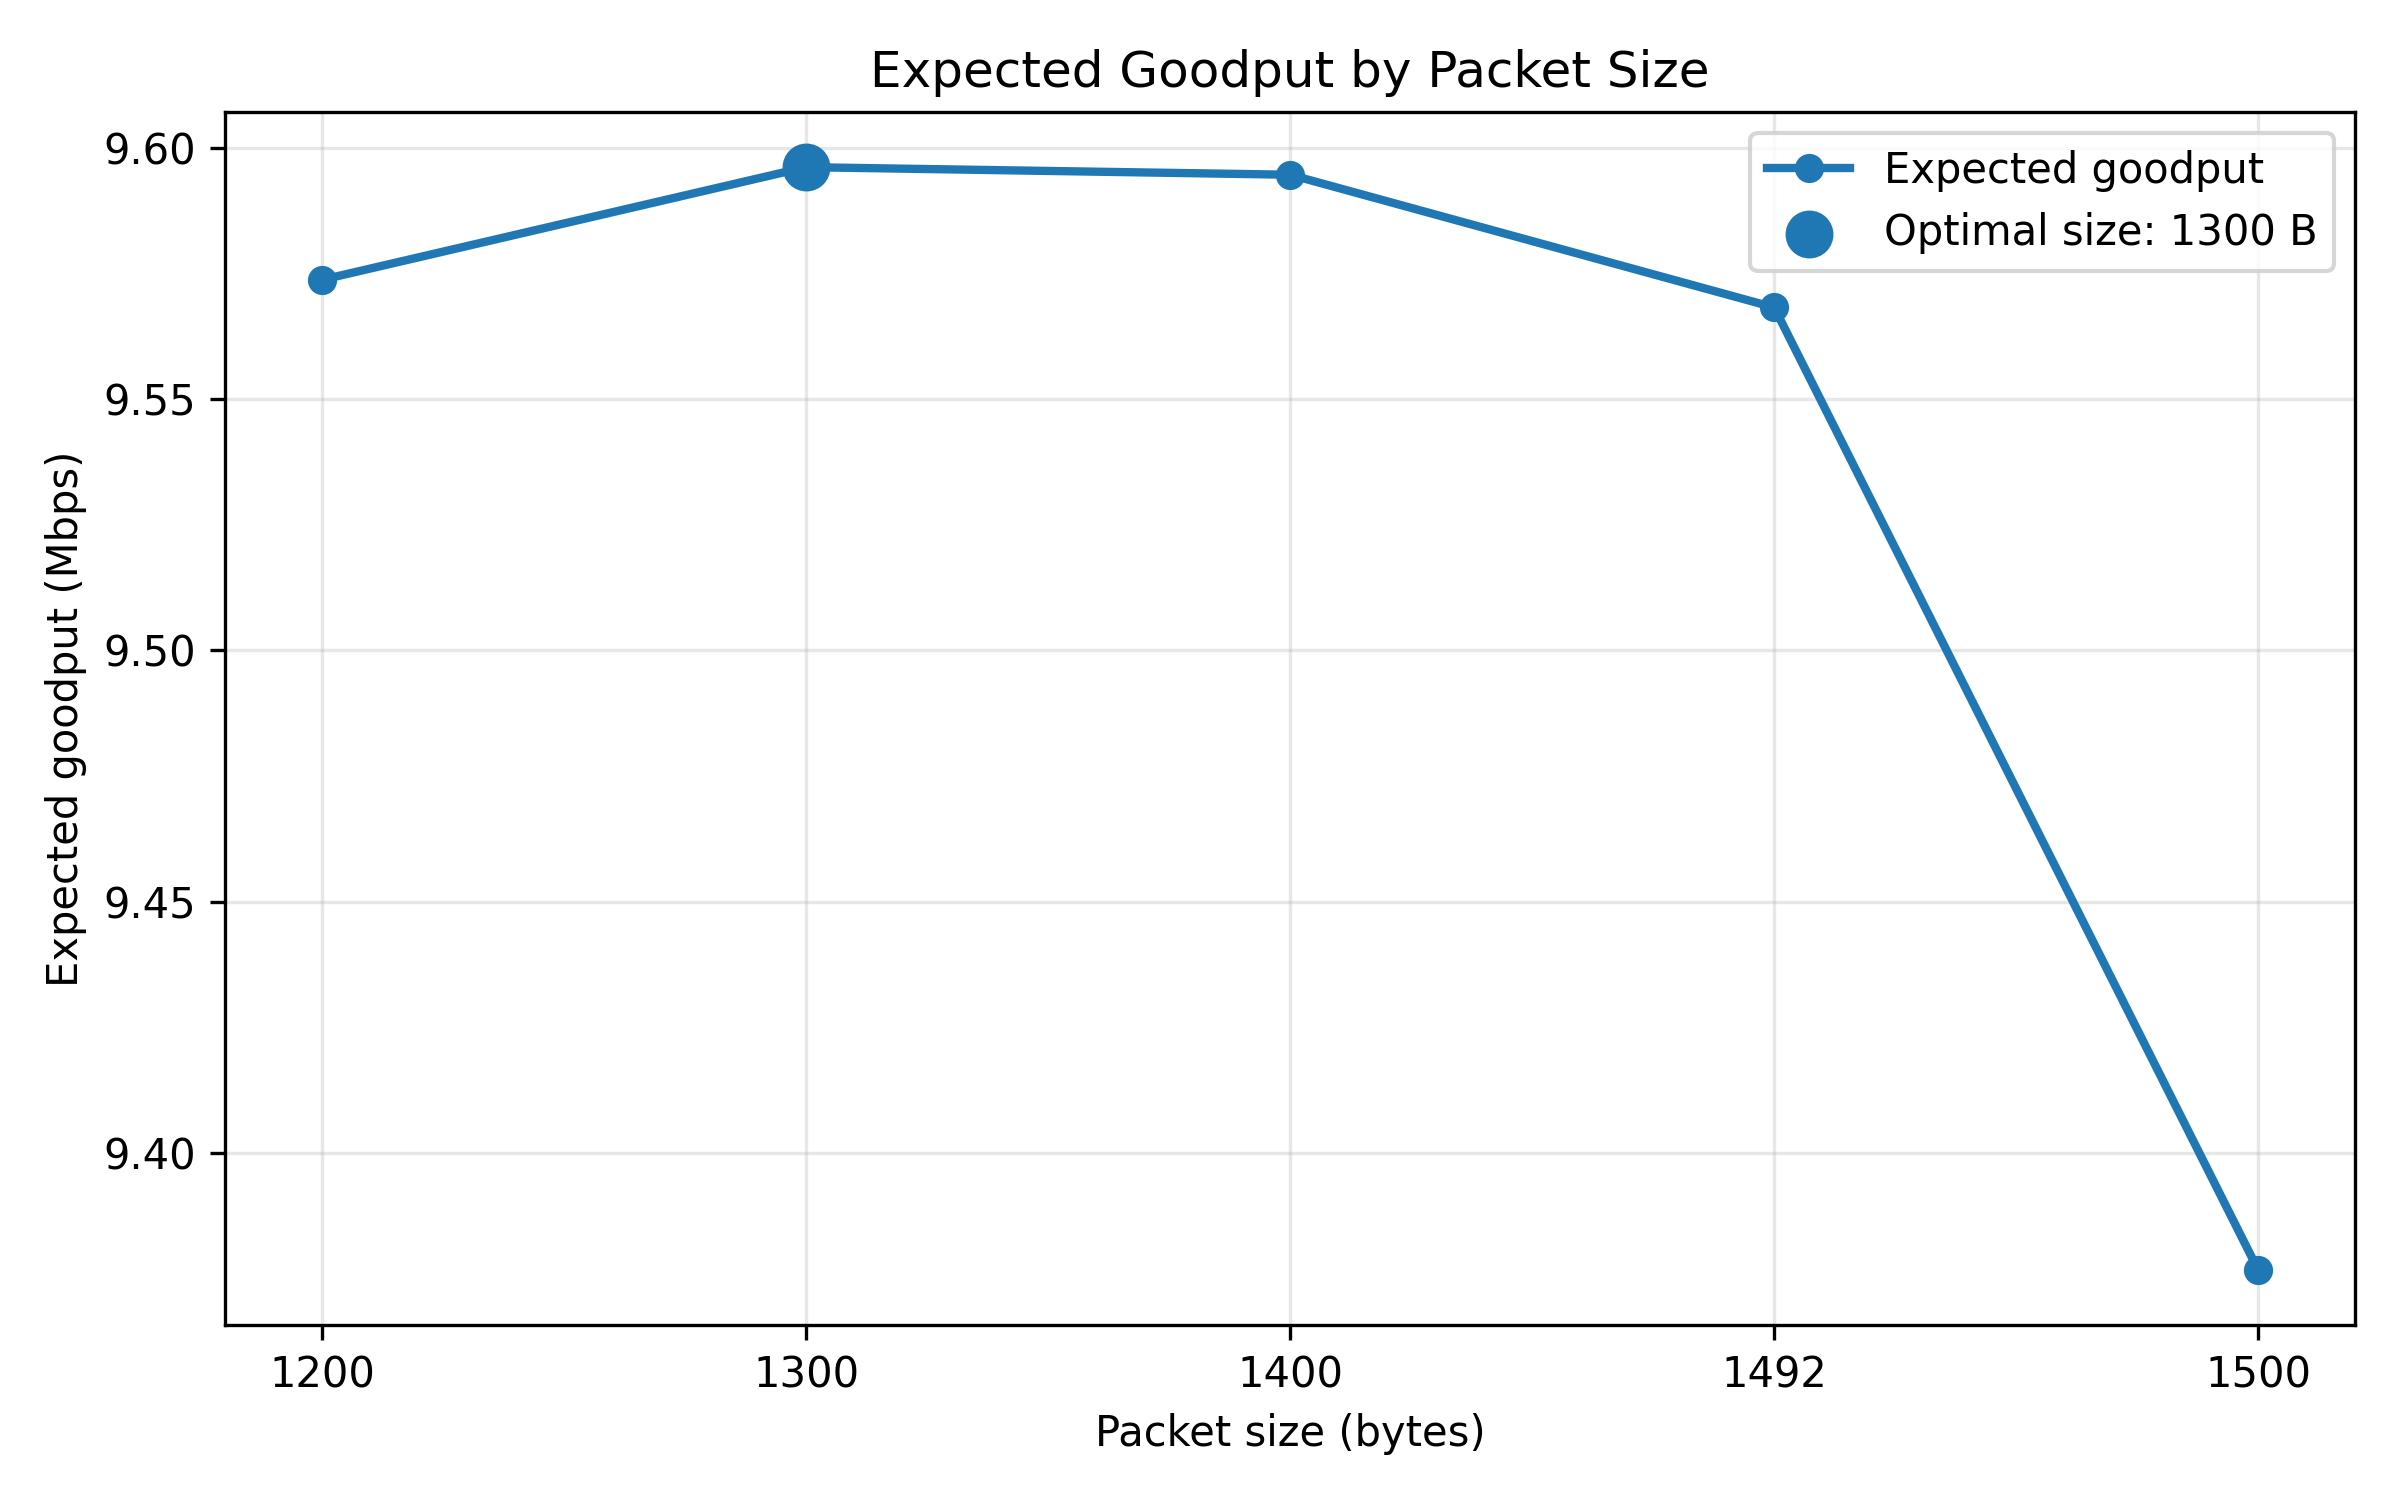 Expected Goodput by Packet Size
Expected goodput
Optimal size: 1300 B
Expected goodput (Mbps)
9.60
9.55
9.50
9.45
9.40
1200 1300 1400 1492 1500
Packet size (bytes)